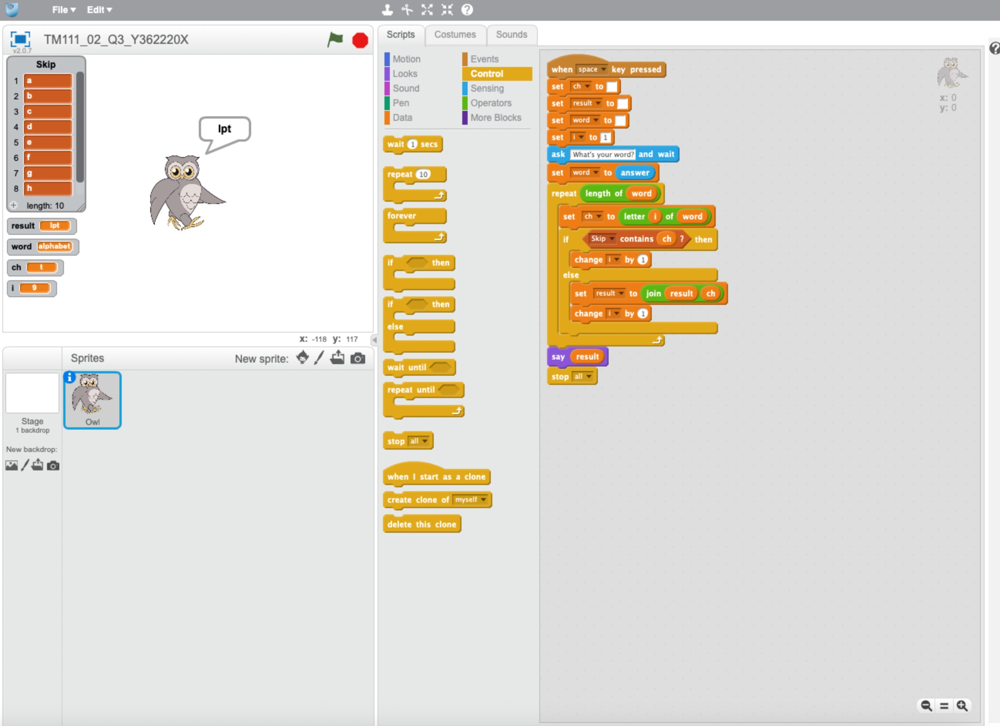 File Edit
TM111_02_Q3_Y362220X
v2.0.7
Skip
1 a
2 b
3 c
4 d
5 e
6 f
7 g
8 h
+ length: 10
result lpt
word alphabet
ch t
i 9
lpt
x: -118 y: 117
Sprites
New sprite:
Stage
1 backdrop
New backdrop:
Owl
Scripts Costumes Sounds
Motion
Looks
Sound
Pen
Data
Events
Control
Sensing
Operators
More Blocks
wait 1 secs
repeat 10
forever
if then
if then
else
wait until
repeat until
stop all
when I start as a clone
create clone of myself
delete this clone
when space key pressed
set ch to
set result to
set word to
set i to 1
ask What's your word? and wait
set word to answer
repeat length of word
set ch to letter i of word
if Skip contains ch ? then
change i by 1
else
set result to join result ch
change i by 1
say result
stop all
x: 0
y: 0